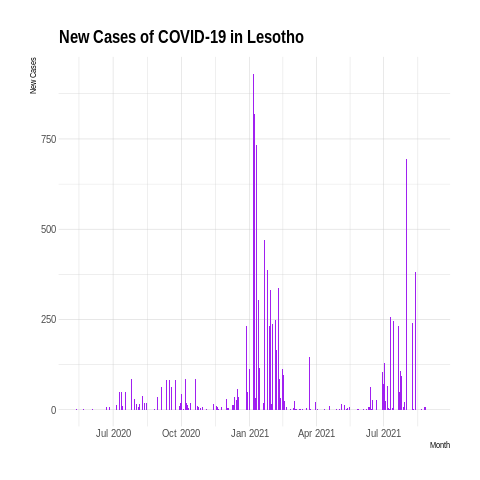 New Cases of COVID-19 in Lesotho
New Cases
750
500
250
0
Jul 2020
Oct 2020
Jan 2021
Apr 2021
Jul 2021
Month